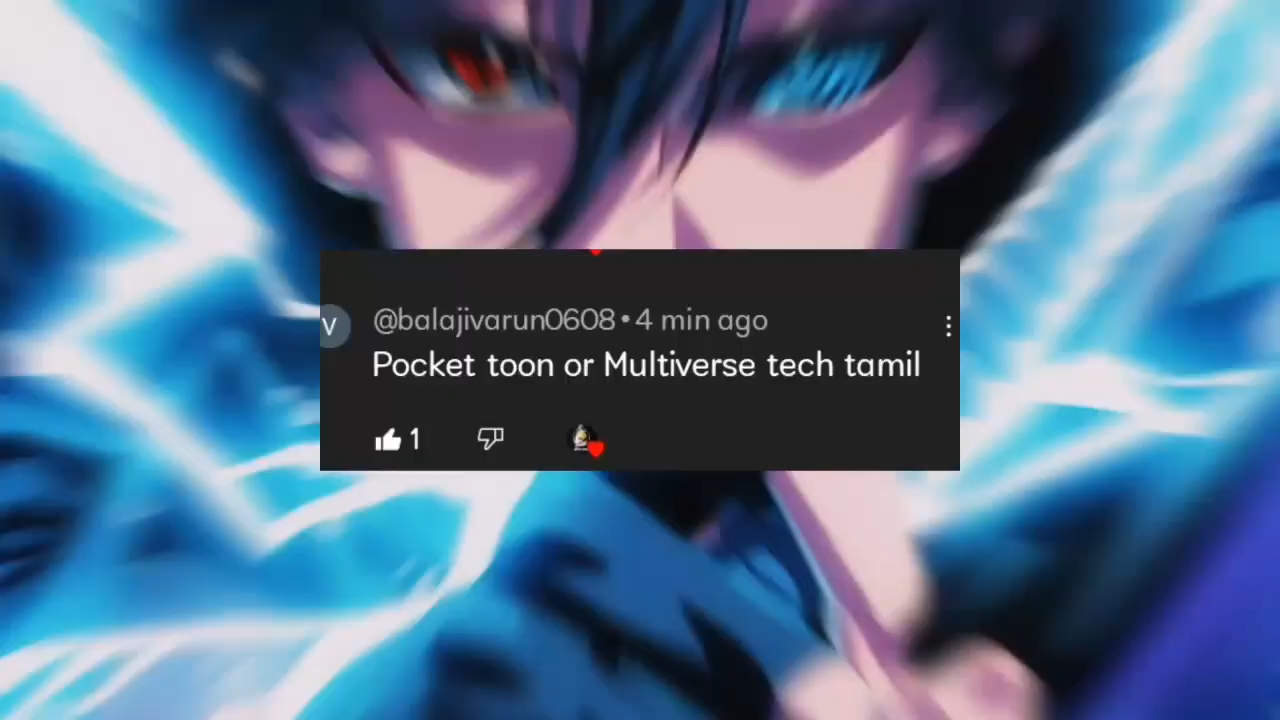 V
@balajivarun0608•4 min ago
Pocket toon or Multiverse tech tamil
1